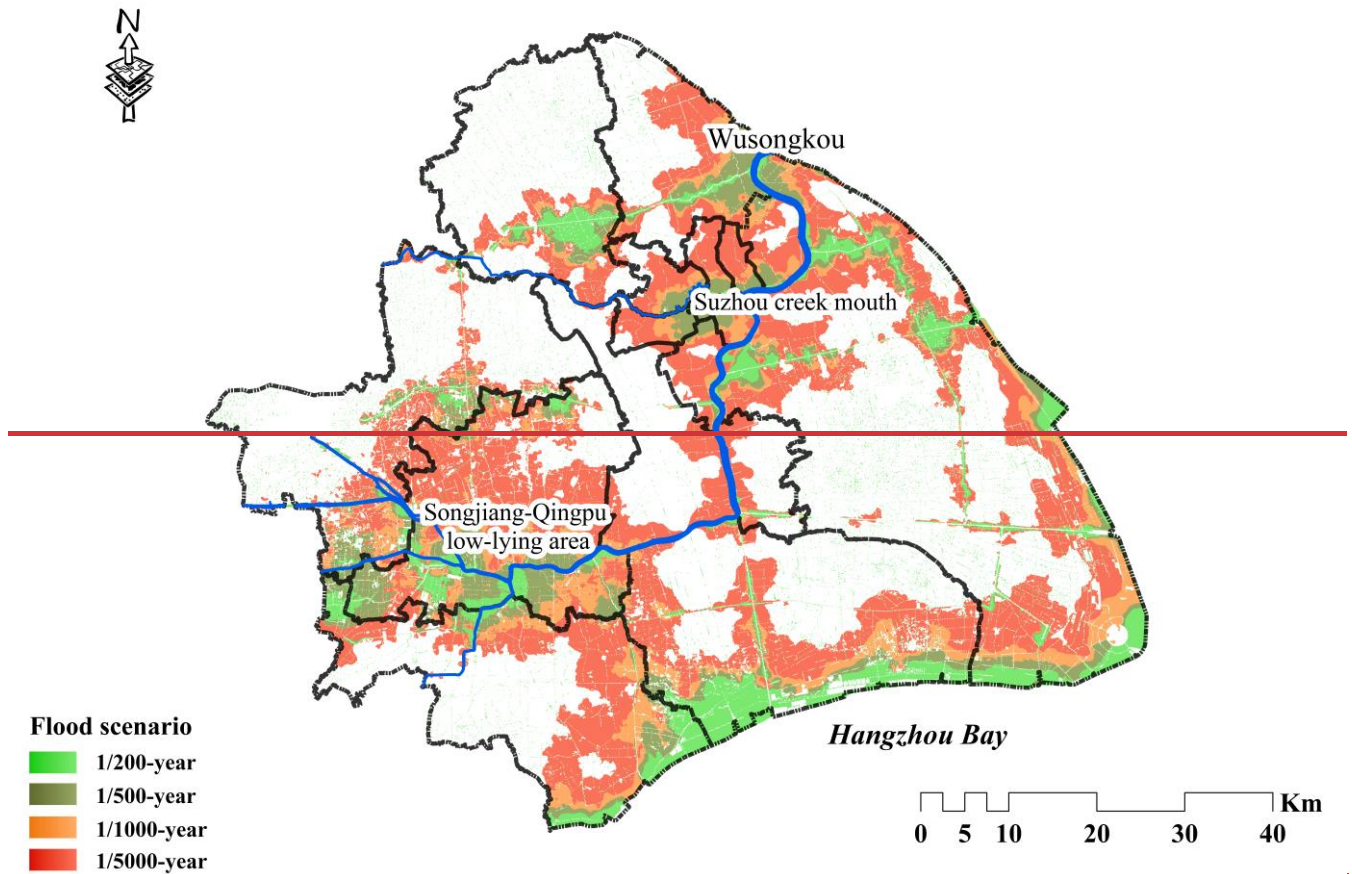 N
Wusongkou
Suzhou creek mouth
Songjiang-Qingpu
low-lying area
Hangzhou Bay
Flood scenario
1/200-year
1/500-year
1/1000-year
1/5000-year
Km
0 5 10 20 30 40